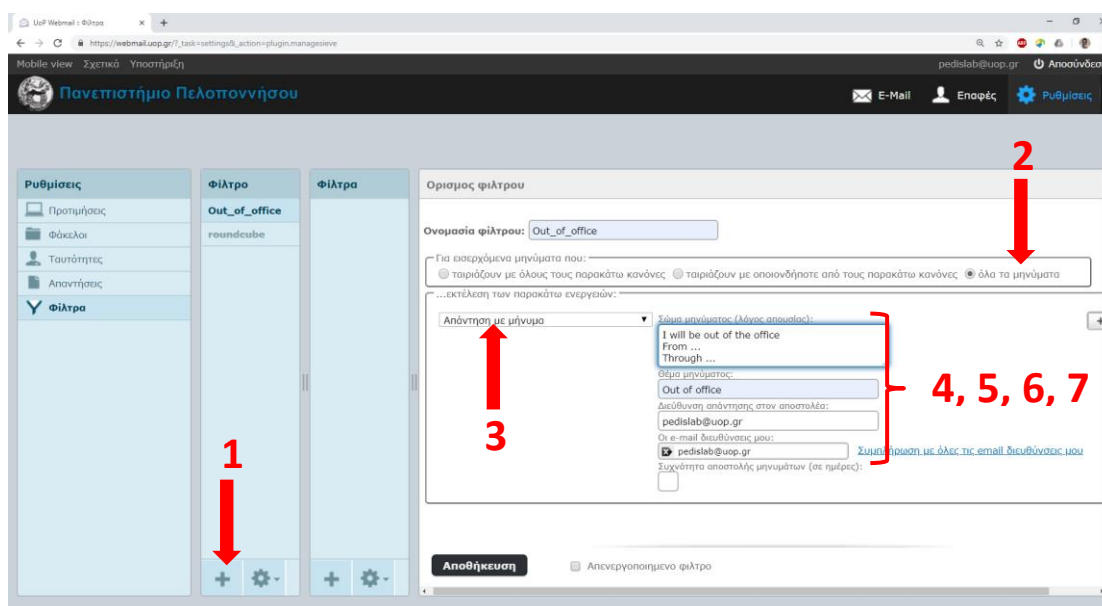 UoP Webmail : Φίλτρα × +
https://webmail.uop.gr/?_task=settings&_action=plugin.managesieve
Mobile view Σχετικά Υποστήριξη pedislab@uop.gr Αποσύνδεσ
Πανεπιστήμιο Πελοποννήσου E-Mail Επαφές Ρυθμίσεις
2
Ρυθμίσεις Φίλτρο Φίλτρα Ορισμος φιλτρου
Προτιμήσεις Out_of_office
Φάκελοι roundcube
Ταυτότητες
Απαντήσεις
Φίλτρα
Ονομασία φίλτρου: Out_of_office
Για εισερχόμενα μηνύματα που:
ταιριάζουν με όλους τους παρακάτω κανόνες ταιριάζουν με οποιονδήποτε από τους παρακάτω κανόνες όλα τα μηνύματα
...εκτέλεση των παρακάτω ενεργειών:
Απάντηση με μήνυμα Σώμα μηνύματος (λόγος απουσίας): +
I will be out of the office
From ...
Through ...
Θέμα μηνύματος:
Out of office
Διεύθυνση απάντησης στον αποστολέα:
pedislab@uop.gr
Οι e-mail διευθύνσεις μου:
pedislab@uop.gr Συμπλήρωση με όλες τις email διευθύνσεις μου
Συχνότητα αποστολής μηνυμάτων (σε ημέρες):
4, 5, 6, 7
3
1
Αποθήκευση Απενεργοποιημενο φιλτρο